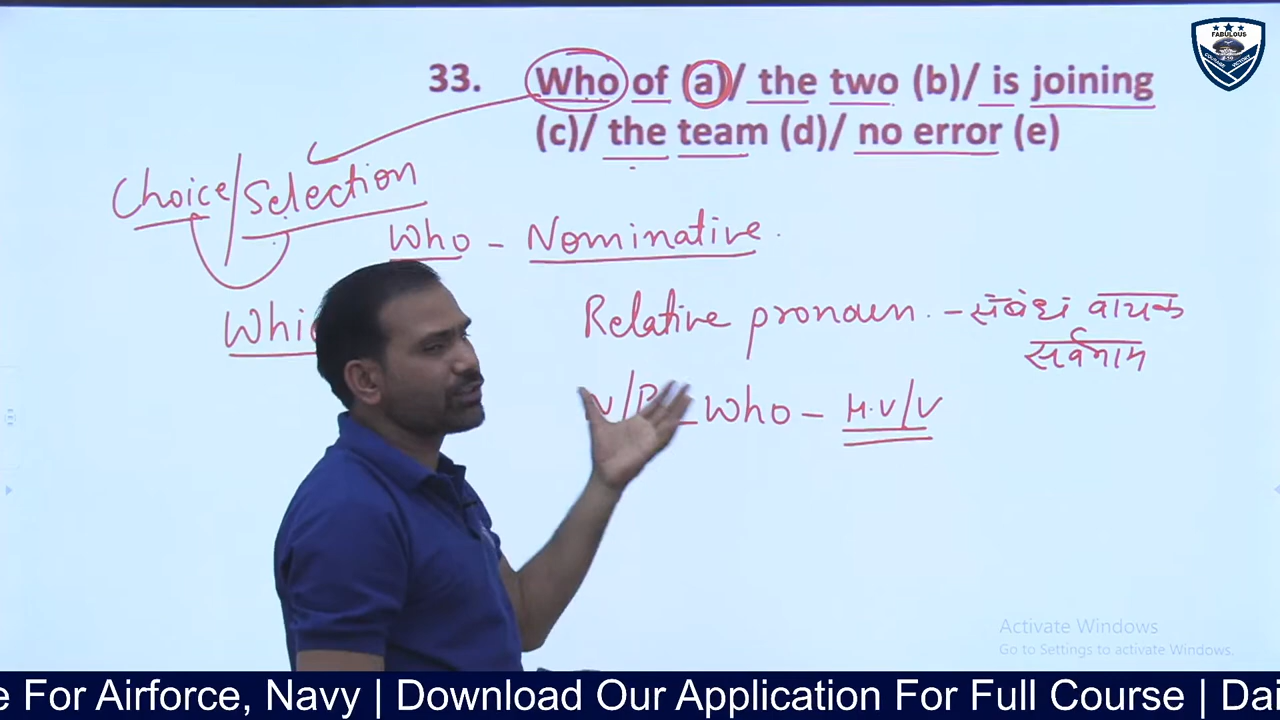 FABULOUS
33. Who of (a)/ the two (b)/ is joining
(c)/ the team (d)/ no error (e)
Choice/Selection
Who - Nominative.
Relative pronoun. - संबंध वाचक
सर्वनाम
Whic
N/P Who - H.V/V
Activate Windows
Go to Settings to activate Windows.
e For Airforce, Navy | Download Our Application For Full Course | Dai